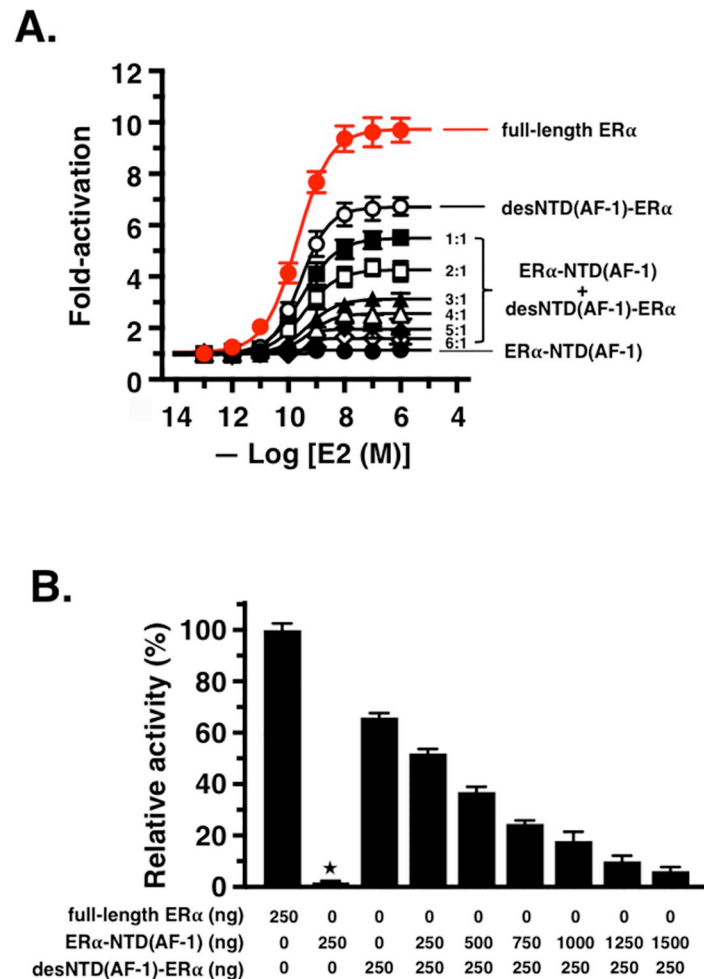 A.
12
10
8
6
4
2
0
Fold-activation
14 12 10 8 6 4
— Log [E2 (M)]
full-length ERα
desNTD(AF-1)-ERα
1:1
2:1
3:1
4:1
5:1
6:1
ERα-NTD(AF-1)
+
desNTD(AF-1)-ERα
ERα-NTD(AF-1)
B.
100
80
60
40
20
0
Relative activity (%)
★
full-length ERα (ng) 250 0 0 0 0 0 0 0 0
ERα-NTD(AF-1) (ng) 0 250 0 250 500 750 1000 1250 1500
desNTD(AF-1)-ERα (ng) 0 0 250 250 250 250 250 250 250